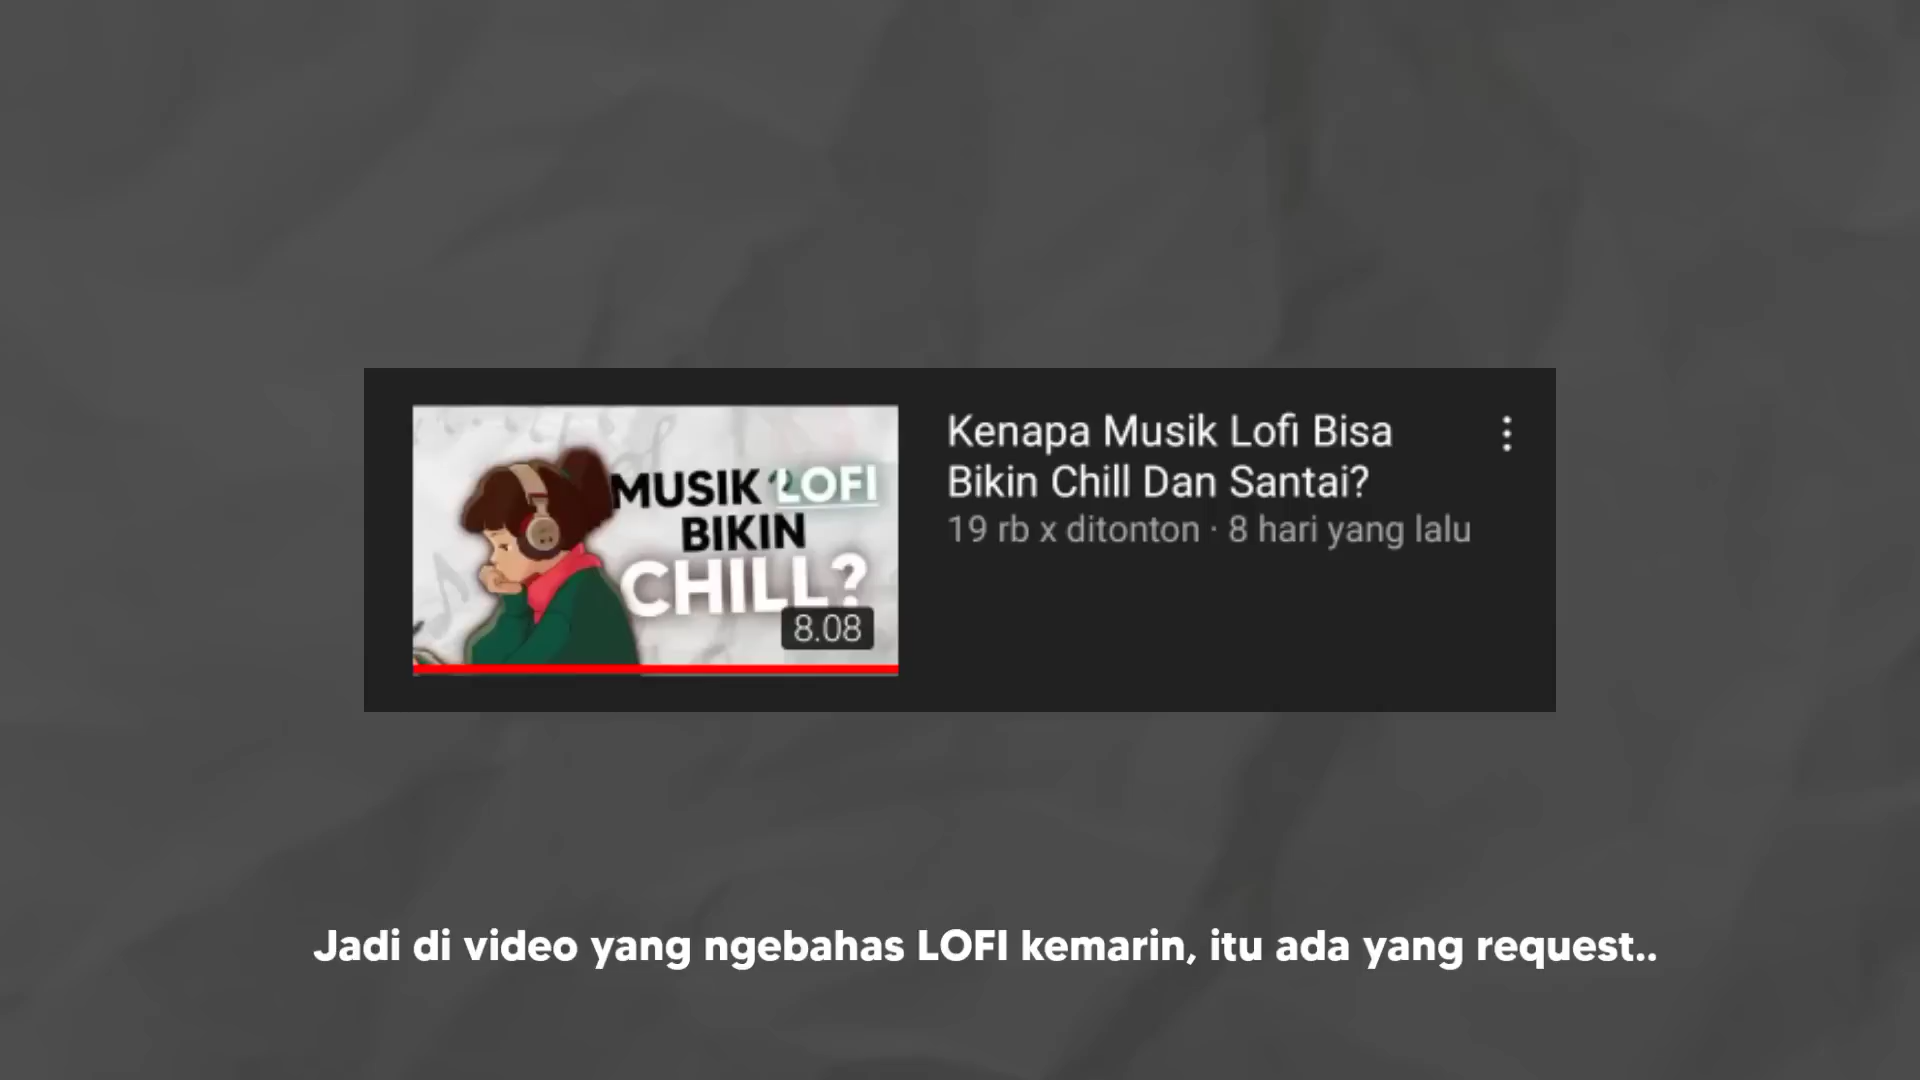 MUSIK LOFI
BIKIN
CHILL?
8.08
Kenapa Musik Lofi Bisa
Bikin Chill Dan Santai?
19 rb x ditonton · 8 hari yang lalu
Jadi di video yang ngebahas LOFI kemarin, itu ada yang request..